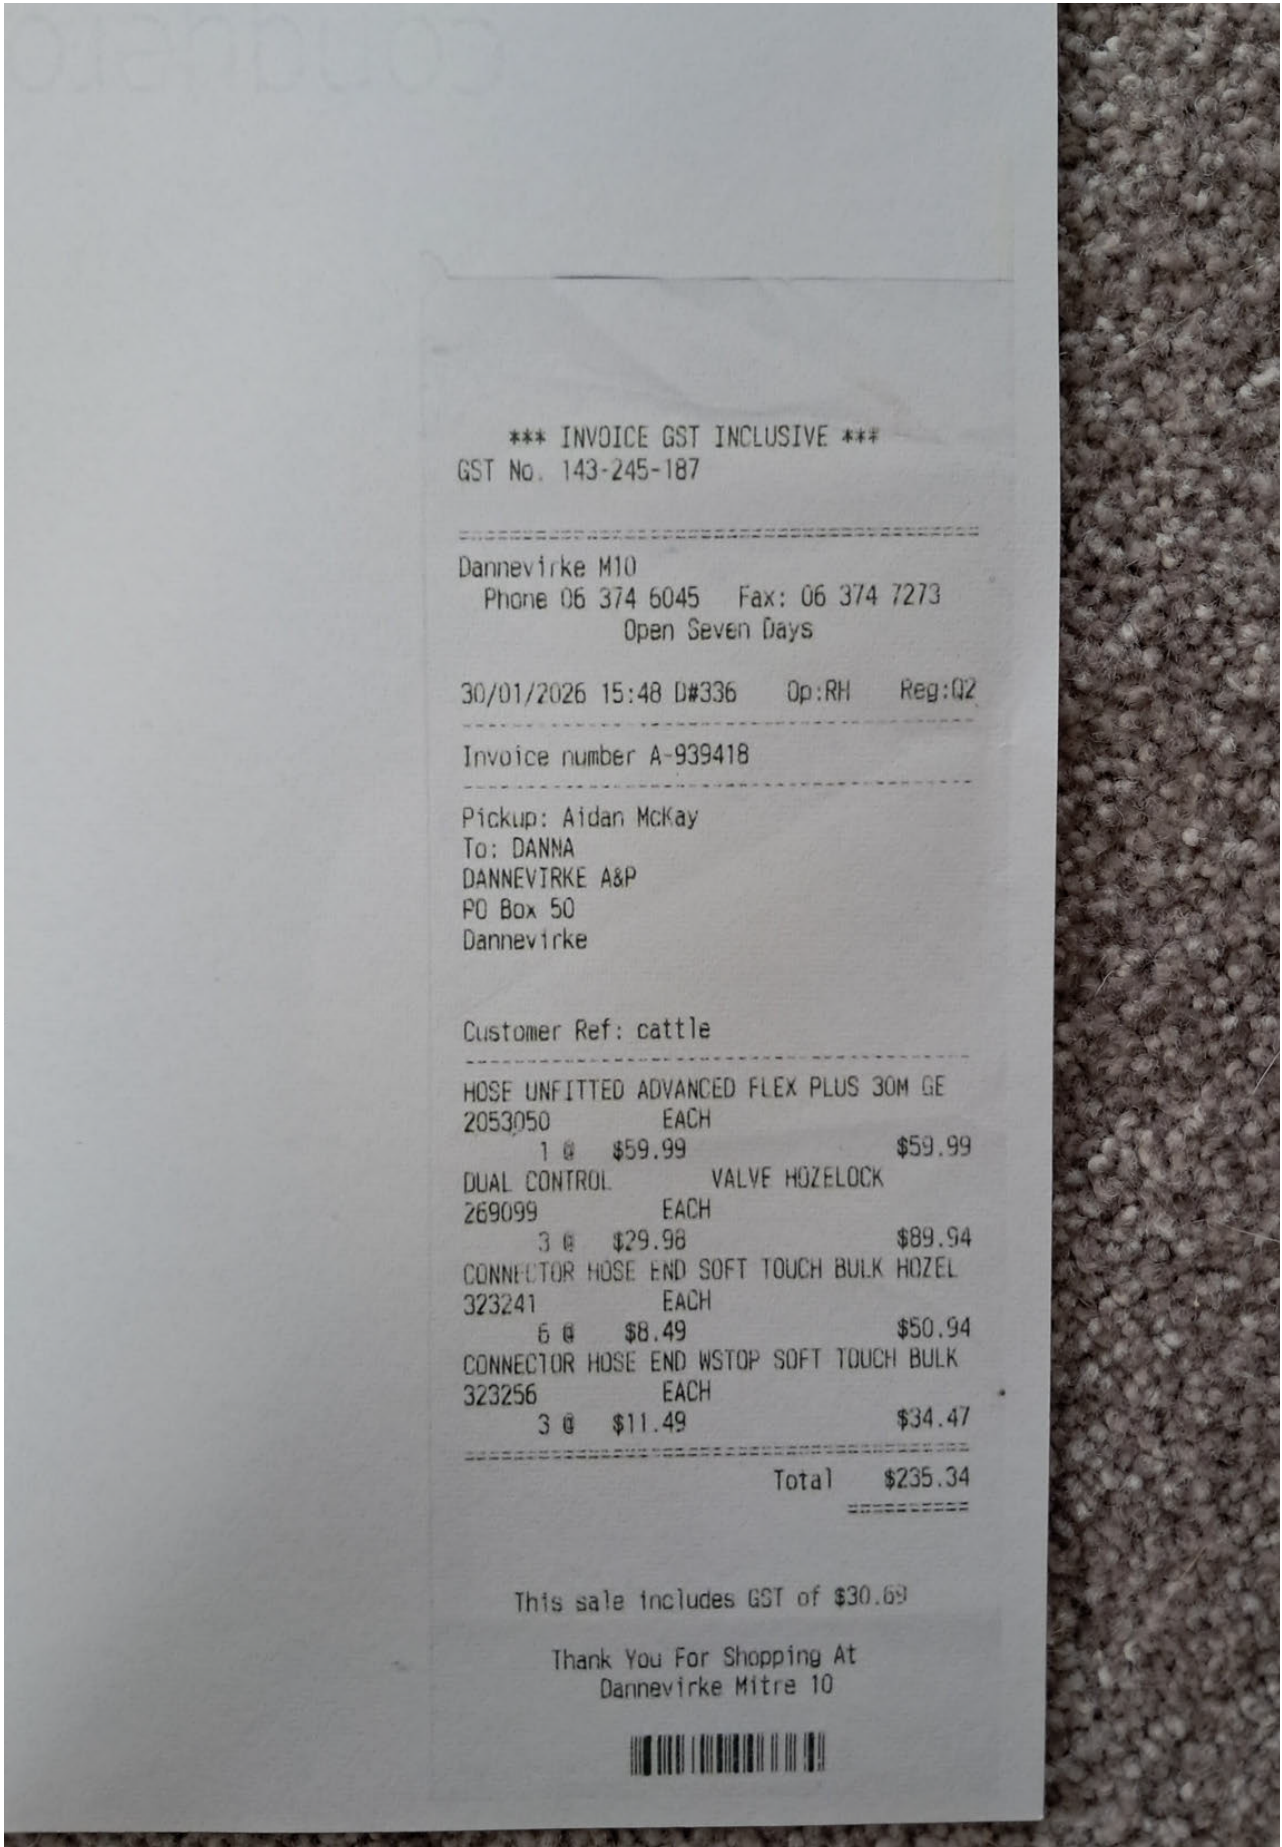 *** INVOICE GST INCLUSIVE ***
GST No. 143-245-187
Dannevirke M10
Phone 06 374 6045 Fax: 06 374 7273
Open Seven Days
30/01/2026 15:48 D#336 Op:RH Reg:Q2
Invoice number A-939418
Pickup: Aidan McKay
To: DANNA
DANNEVIRKE A&P
PO Box 50
Dannevirke
Customer Ref: cattle
HOSE UNFITTED ADVANCED FLEX PLUS 30M GE
2053050 EACH
1 @ $59.99 $59.99
DUAL CONTROL VALVE HOZELOCK
269099 EACH
3 @ $29.98 $89.94
CONNECTOR HOSE END SOFT TOUCH BULK HOZEL
323241 EACH
6 @ $8.49 $50.94
CONNECTOR HOSE END WSTOP SOFT TOUCH BULK
323256 EACH
3 @ $11.49 $34.47
Total $235.34
This sale includes GST of $30.69
Thank You For Shopping At
Dannevirke Mitre 10